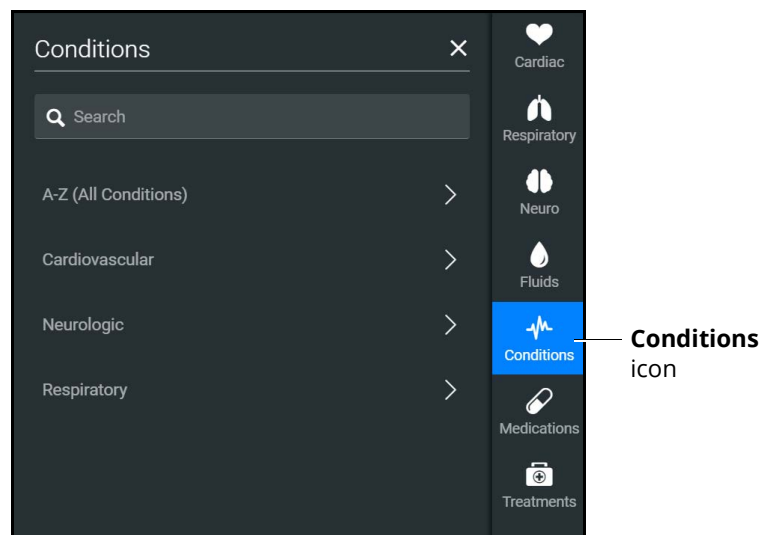 Conditions
Search
A-Z (All Conditions)
Cardiovascular
Neurologic
Respiratory
Cardiac
Respiratory
Neuro
Fluids
Conditions
Medications
Treatments
Conditions
icon